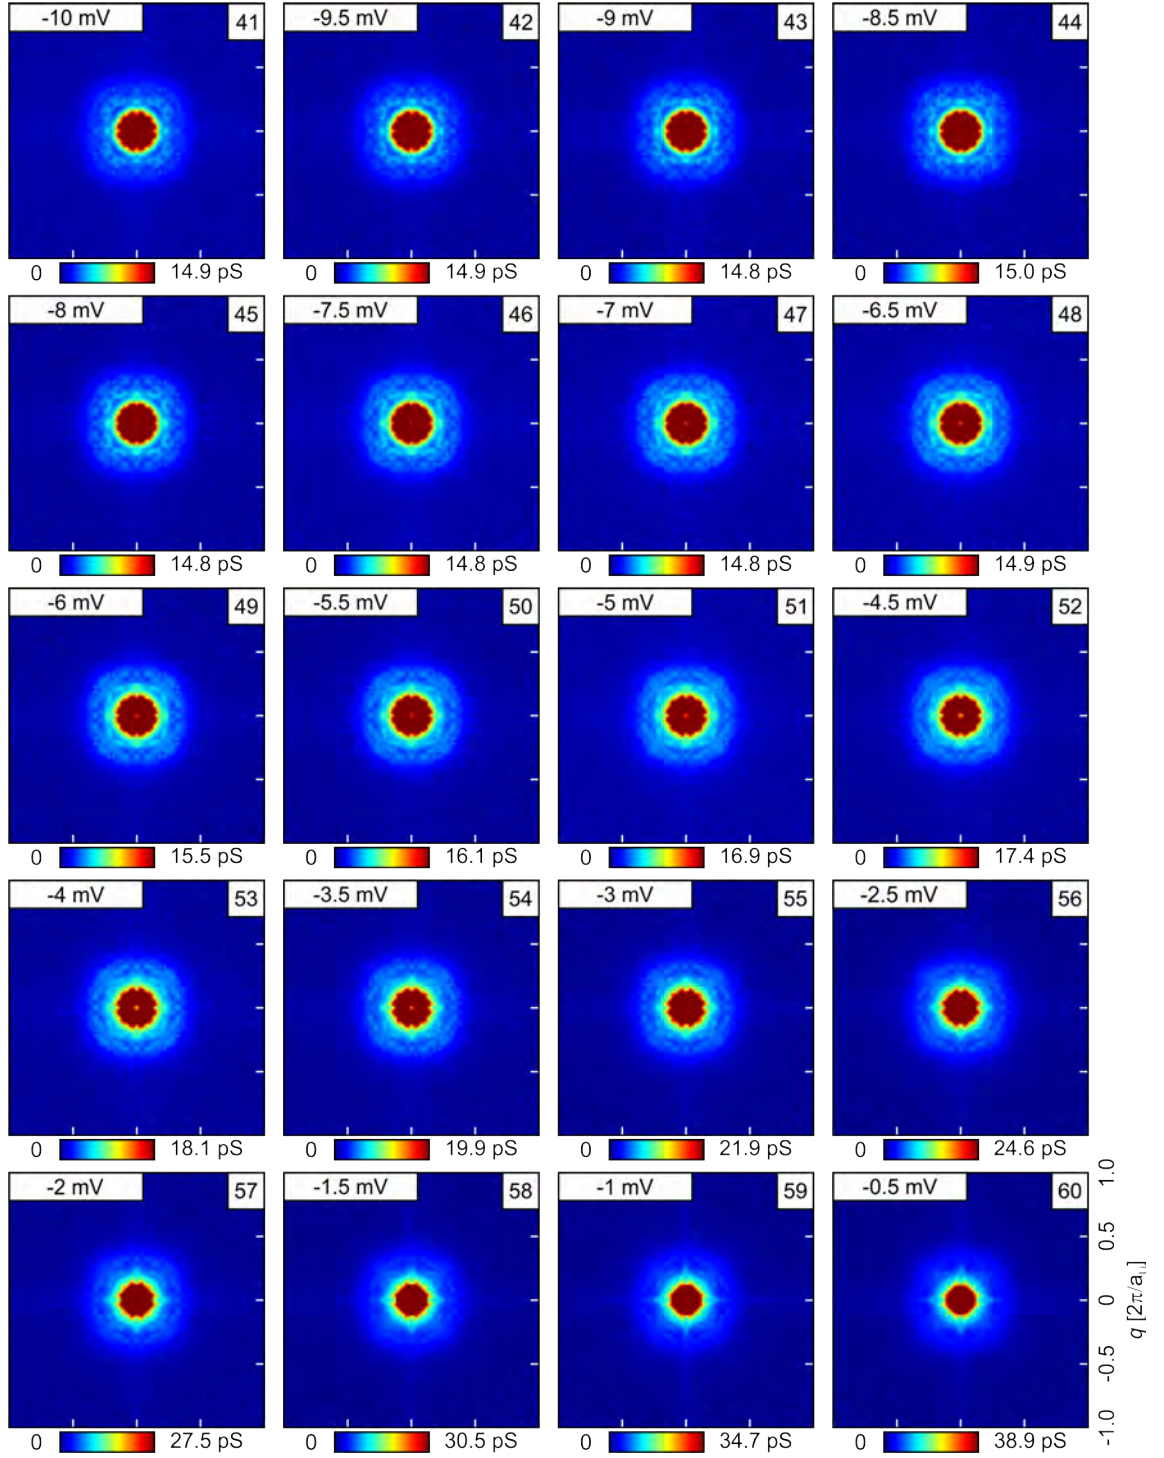 -10 mV 41 -9.5 mV 42 -9 mV 43 -8.5 mV 44
0 14.9 pS 0 14.9 pS 0 14.8 pS 0 15.0 pS
-8 mV 45 -7.5 mV 46 -7 mV 47 -6.5 mV 48
0 14.8 pS 0 14.8 pS 0 14.8 pS 0 14.9 pS
-6 mV 49 -5.5 mV 50 -5 mV 51 -4.5 mV 52
0 15.5 pS 0 16.1 pS 0 16.9 pS 0 17.4 pS
-4 mV 53 -3.5 mV 54 -3 mV 55 -2.5 mV 56
0 18.1 pS 0 19.9 pS 0 21.9 pS 0 24.6 pS
-2 mV 57 -1.5 mV 58 -1 mV 59 -0.5 mV 60
0 27.5 pS 0 30.5 pS 0 34.7 pS 0 38.9 pS
-1.0 -0.5 0 0.5 1.0
q [2π/a